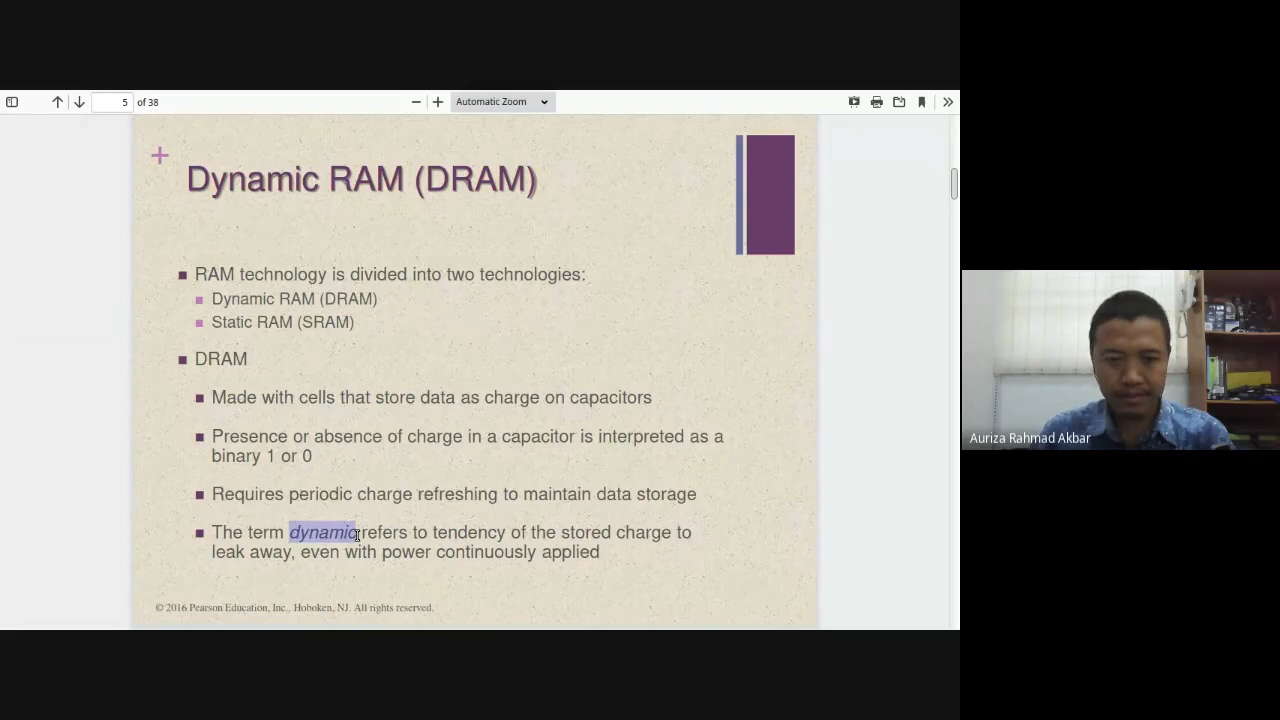 5 of 38
Automatic Zoom
+
Dynamic RAM (DRAM)
RAM technology is divided into two technologies:
Dynamic RAM (DRAM)
Static RAM (SRAM)
DRAM
Made with cells that store data as charge on capacitors
Presence or absence of charge in a capacitor is interpreted as a
binary 1 or 0
Requires periodic charge refreshing to maintain data storage
The term dynamic refers to tendency of the stored charge to
leak away, even with power continuously applied
© 2016 Pearson Education, Inc., Hoboken, NJ. All rights reserved.
Auriza Rahmad Akbar